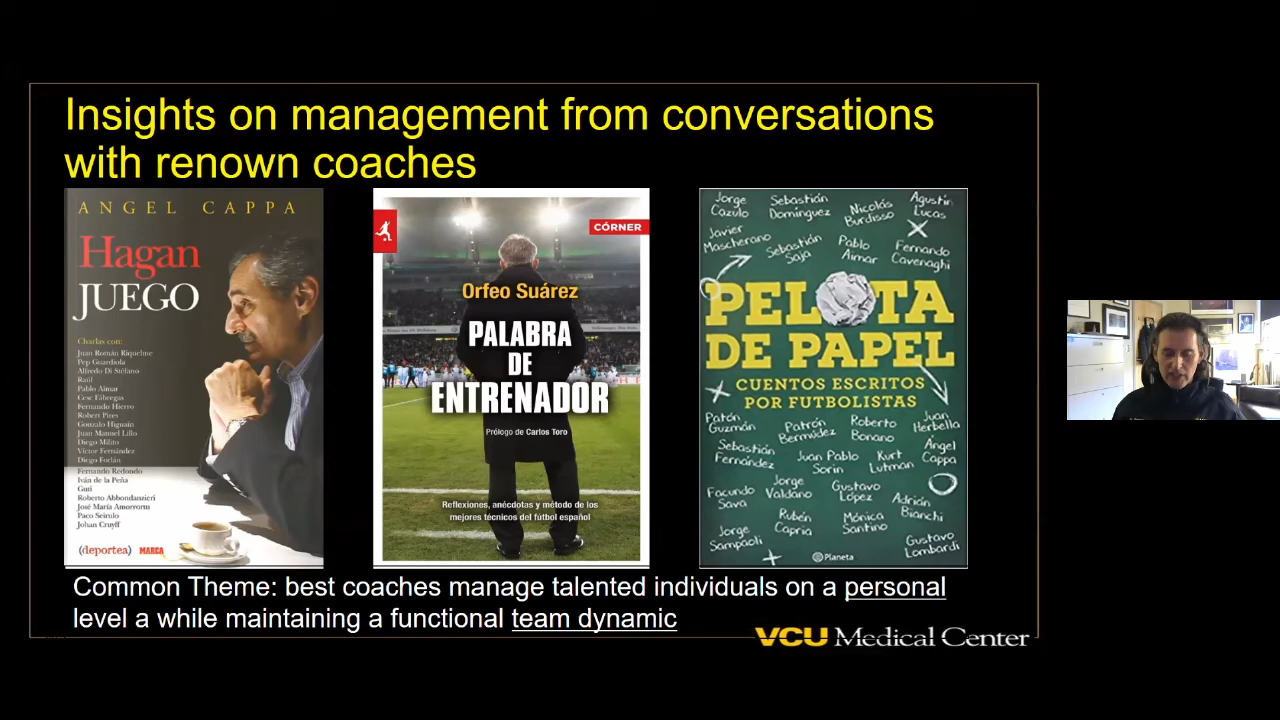 Insights on management from conversations
with renown coaches
ANGEL CAPPA
Hagan
JUEGO
Charlas con:
Juan Román Riquelme
Pep Guardiola
Alfredo Di Stéfano
Raúl
Pablo Aimar
Cesc Fàbregas
Fernando Hierro
Robert Pires
Gonzalo Higuaín
Juan Manuel Lillo
Diego Milito
Víctor Fernández
Diego Forlán
Fernando Redondo
Iván de la Peña
Guti
Roberto Abbondanzieri
José María Amorrortu
Paco Seirulo
Johan Cruyff
(deportea) MARCA
CÓRNER
Orfeo Suárez
PALABRA
DE
ENTRENADOR
Prólogo de Carlos Toro
Reflexiones, anécdotas y método de los
mejores técnicos del fútbol español
Jorge Cazulo
Sebastián Domínguez
Nicolás Burdisso
Agustín Lucas
Javier Mascherano
Sebastián Saja
Pablo Aimar
Fernando Cavenaghi
PELOTA
DE PAPEL
CUENTOS ESCRITOS
POR FUTBOLISTAS
Patón Guzmán
Patrón Bermúdez
Roberto Bonano
Juan Herbella
Sebastián Fernández
Juan Pablo Sorin
Kurt Lutman
Ángel Cappa
Facundo Sava
Jorge Valdano
Gustavo López
Adrián Bianchi
Jorge Sampaoli
Rubén Capria
Mónica Santino
Gustavo Lombardi
Planeta
Common Theme: best coaches manage talented individuals on a personal
level a while maintaining a functional team dynamic
VCU Medical Center